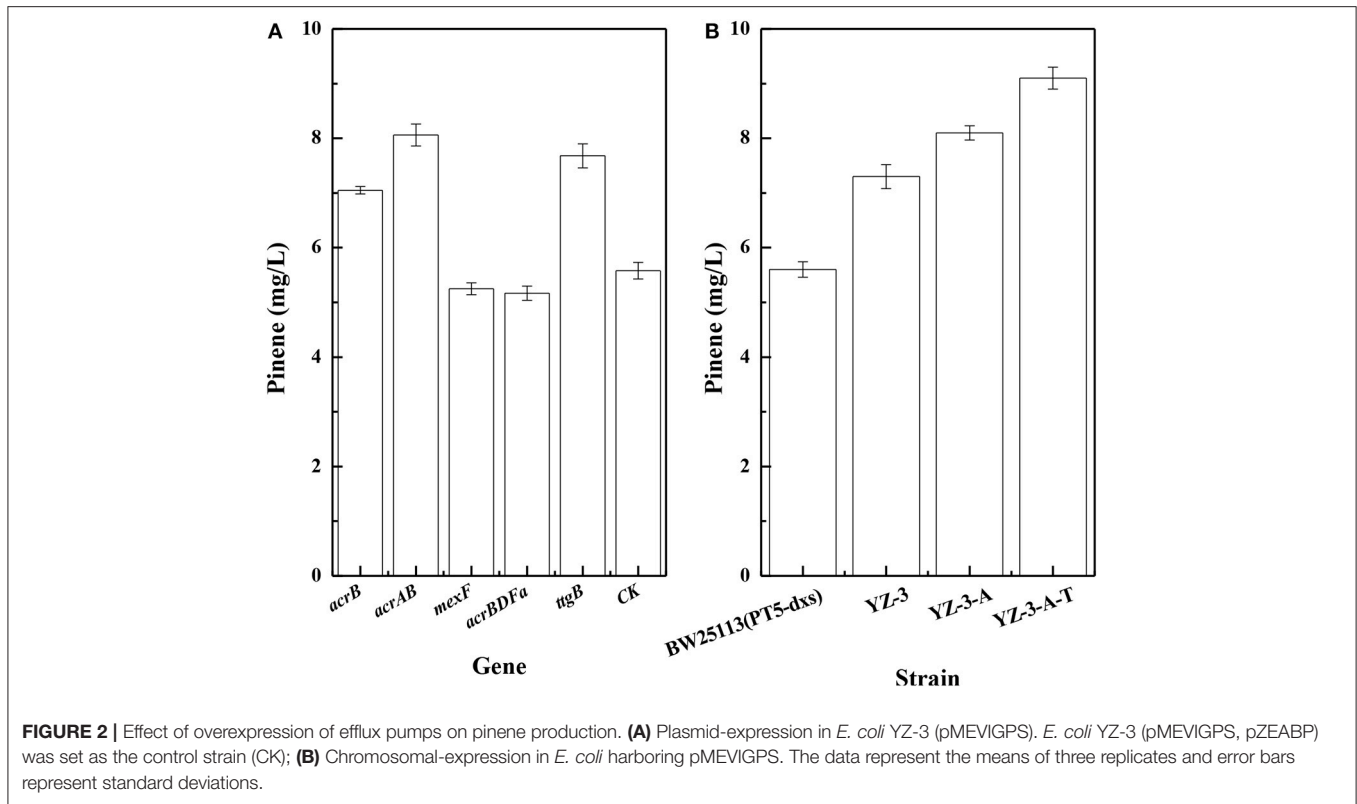 A
10
8
6
4
2
0
Pinene (mg/L)
acrB
acrAB
mexF
acrBDFa
ttgB
CK
Gene
B
10
8
6
4
2
0
Pinene (mg/L)
BW25113(PT5-dxs)
YZ-3
YZ-3-A
YZ-3-A-T
Strain
FIGURE 2 | Effect of overexpression of efflux pumps on pinene production. (A) Plasmid-expression in E. coli YZ-3 (pMEVIGPS). E. coli YZ-3 (pMEVIGPS, pZEABP)
was set as the control strain (CK); (B) Chromosomal-expression in E. coli harboring pMEVIGPS. The data represent the means of three replicates and error bars
represent standard deviations.